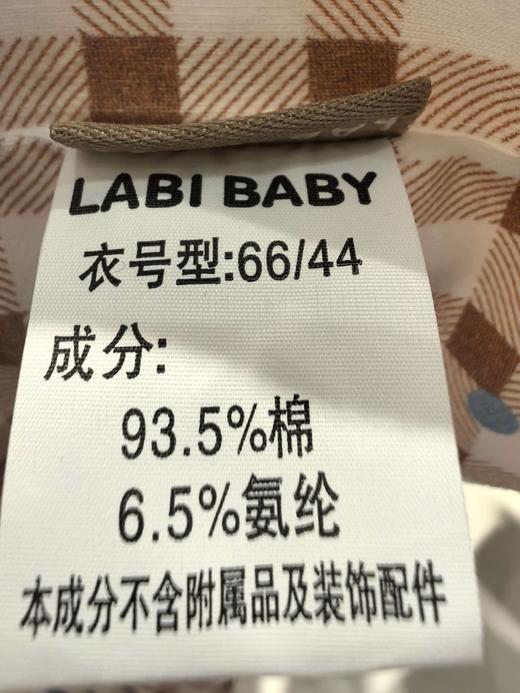 LABI BABY
衣号型:66/44
成分:
93.5%棉
6.5%氨纶
本成分不含附属品及装饰配件